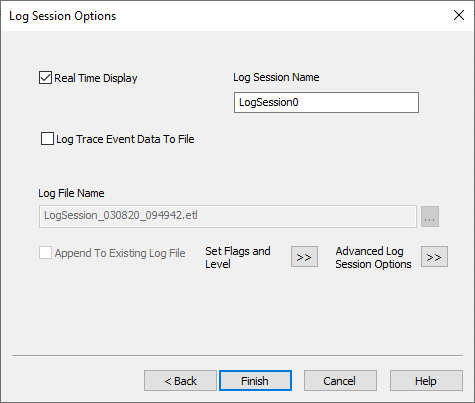 Log Session Options
Real Time Display
Log Session Name
LogSession0
Log Trace Event Data To File
Log File Name
LogSession_030820_094942.etl
...
Append To Existing Log File
Set Flags and
Level
>>
Advanced Log
Session Options
>>
< Back
Finish
Cancel
Help